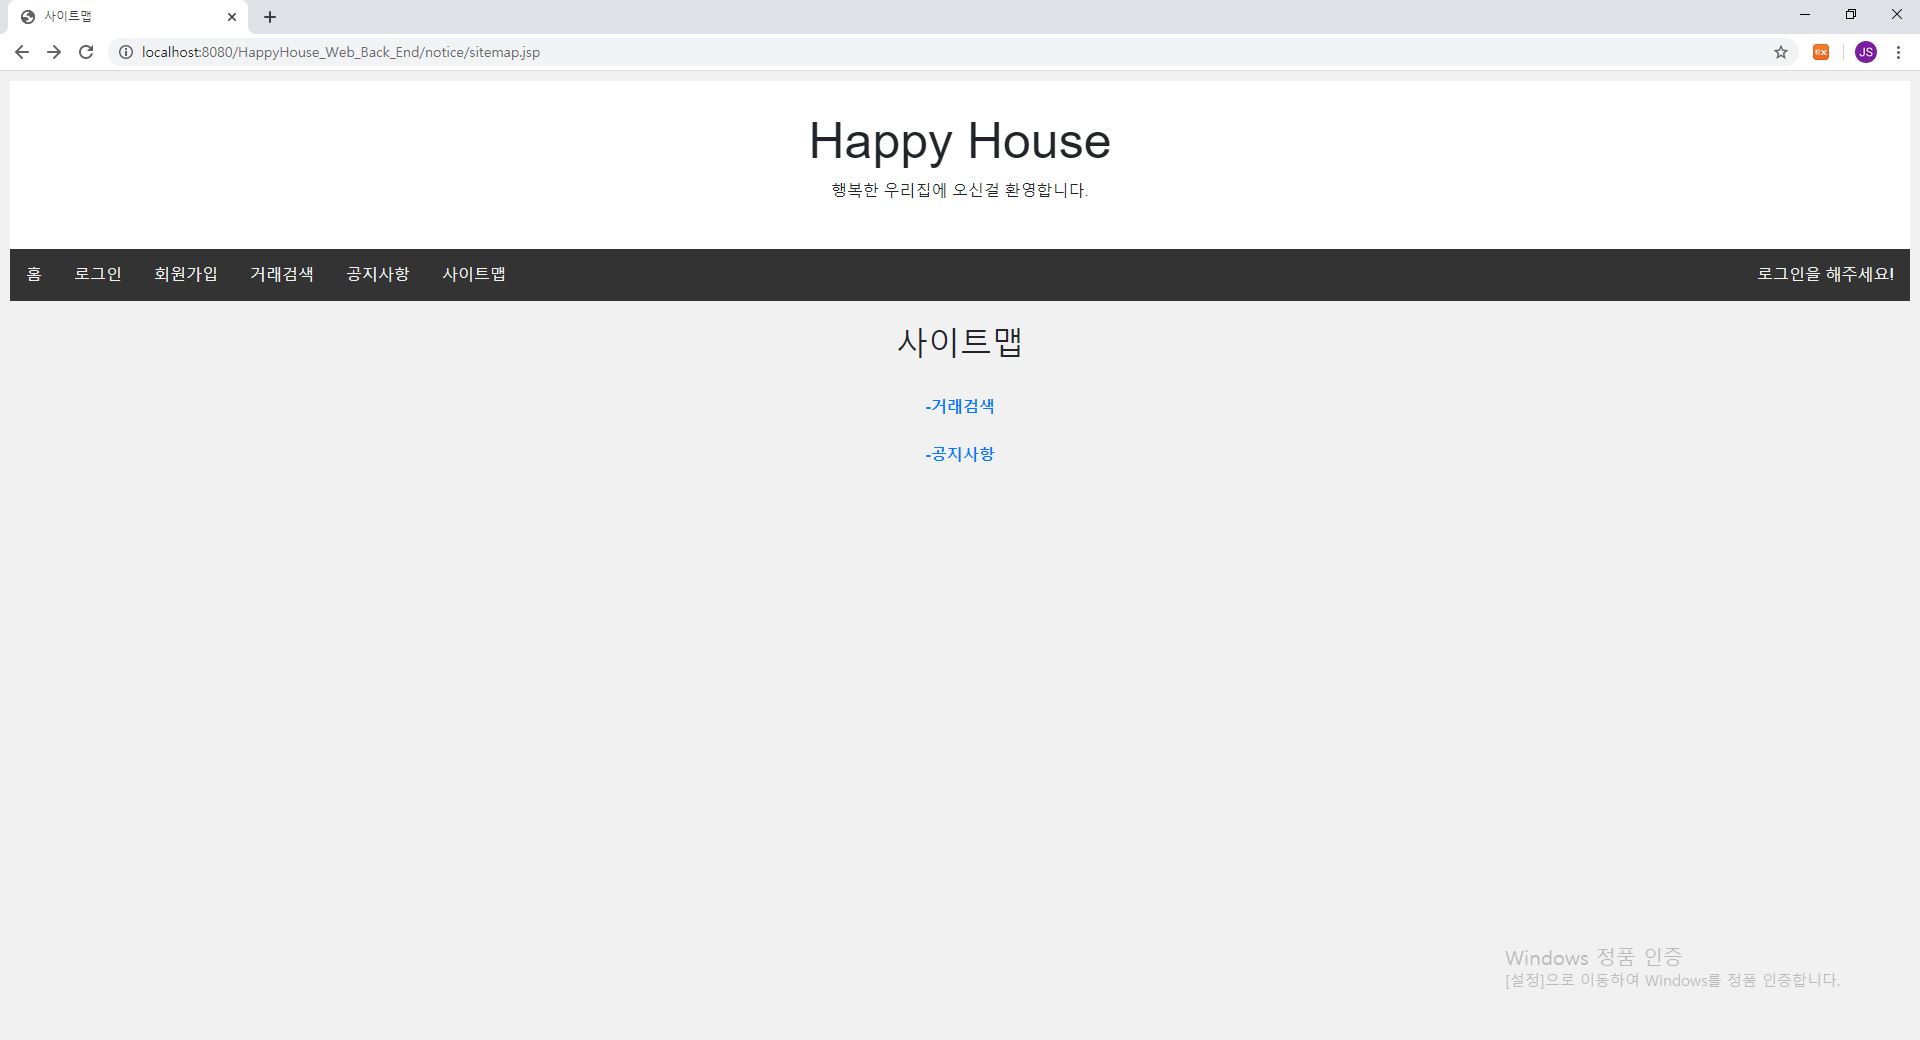 사이트맵
localhost:8080/HappyHouse_Web_Back_End/notice/sitemap.jsp
JS
Happy House
행복한 우리집에 오신걸 환영합니다.
홈 로그인 회원가입 거래검색 공지사항 사이트맵 로그인을 해주세요!
사이트맵
-거래검색
-공지사항
Windows 정품 인증
[설정]으로 이동하여 Windows를 정품 인증합니다.